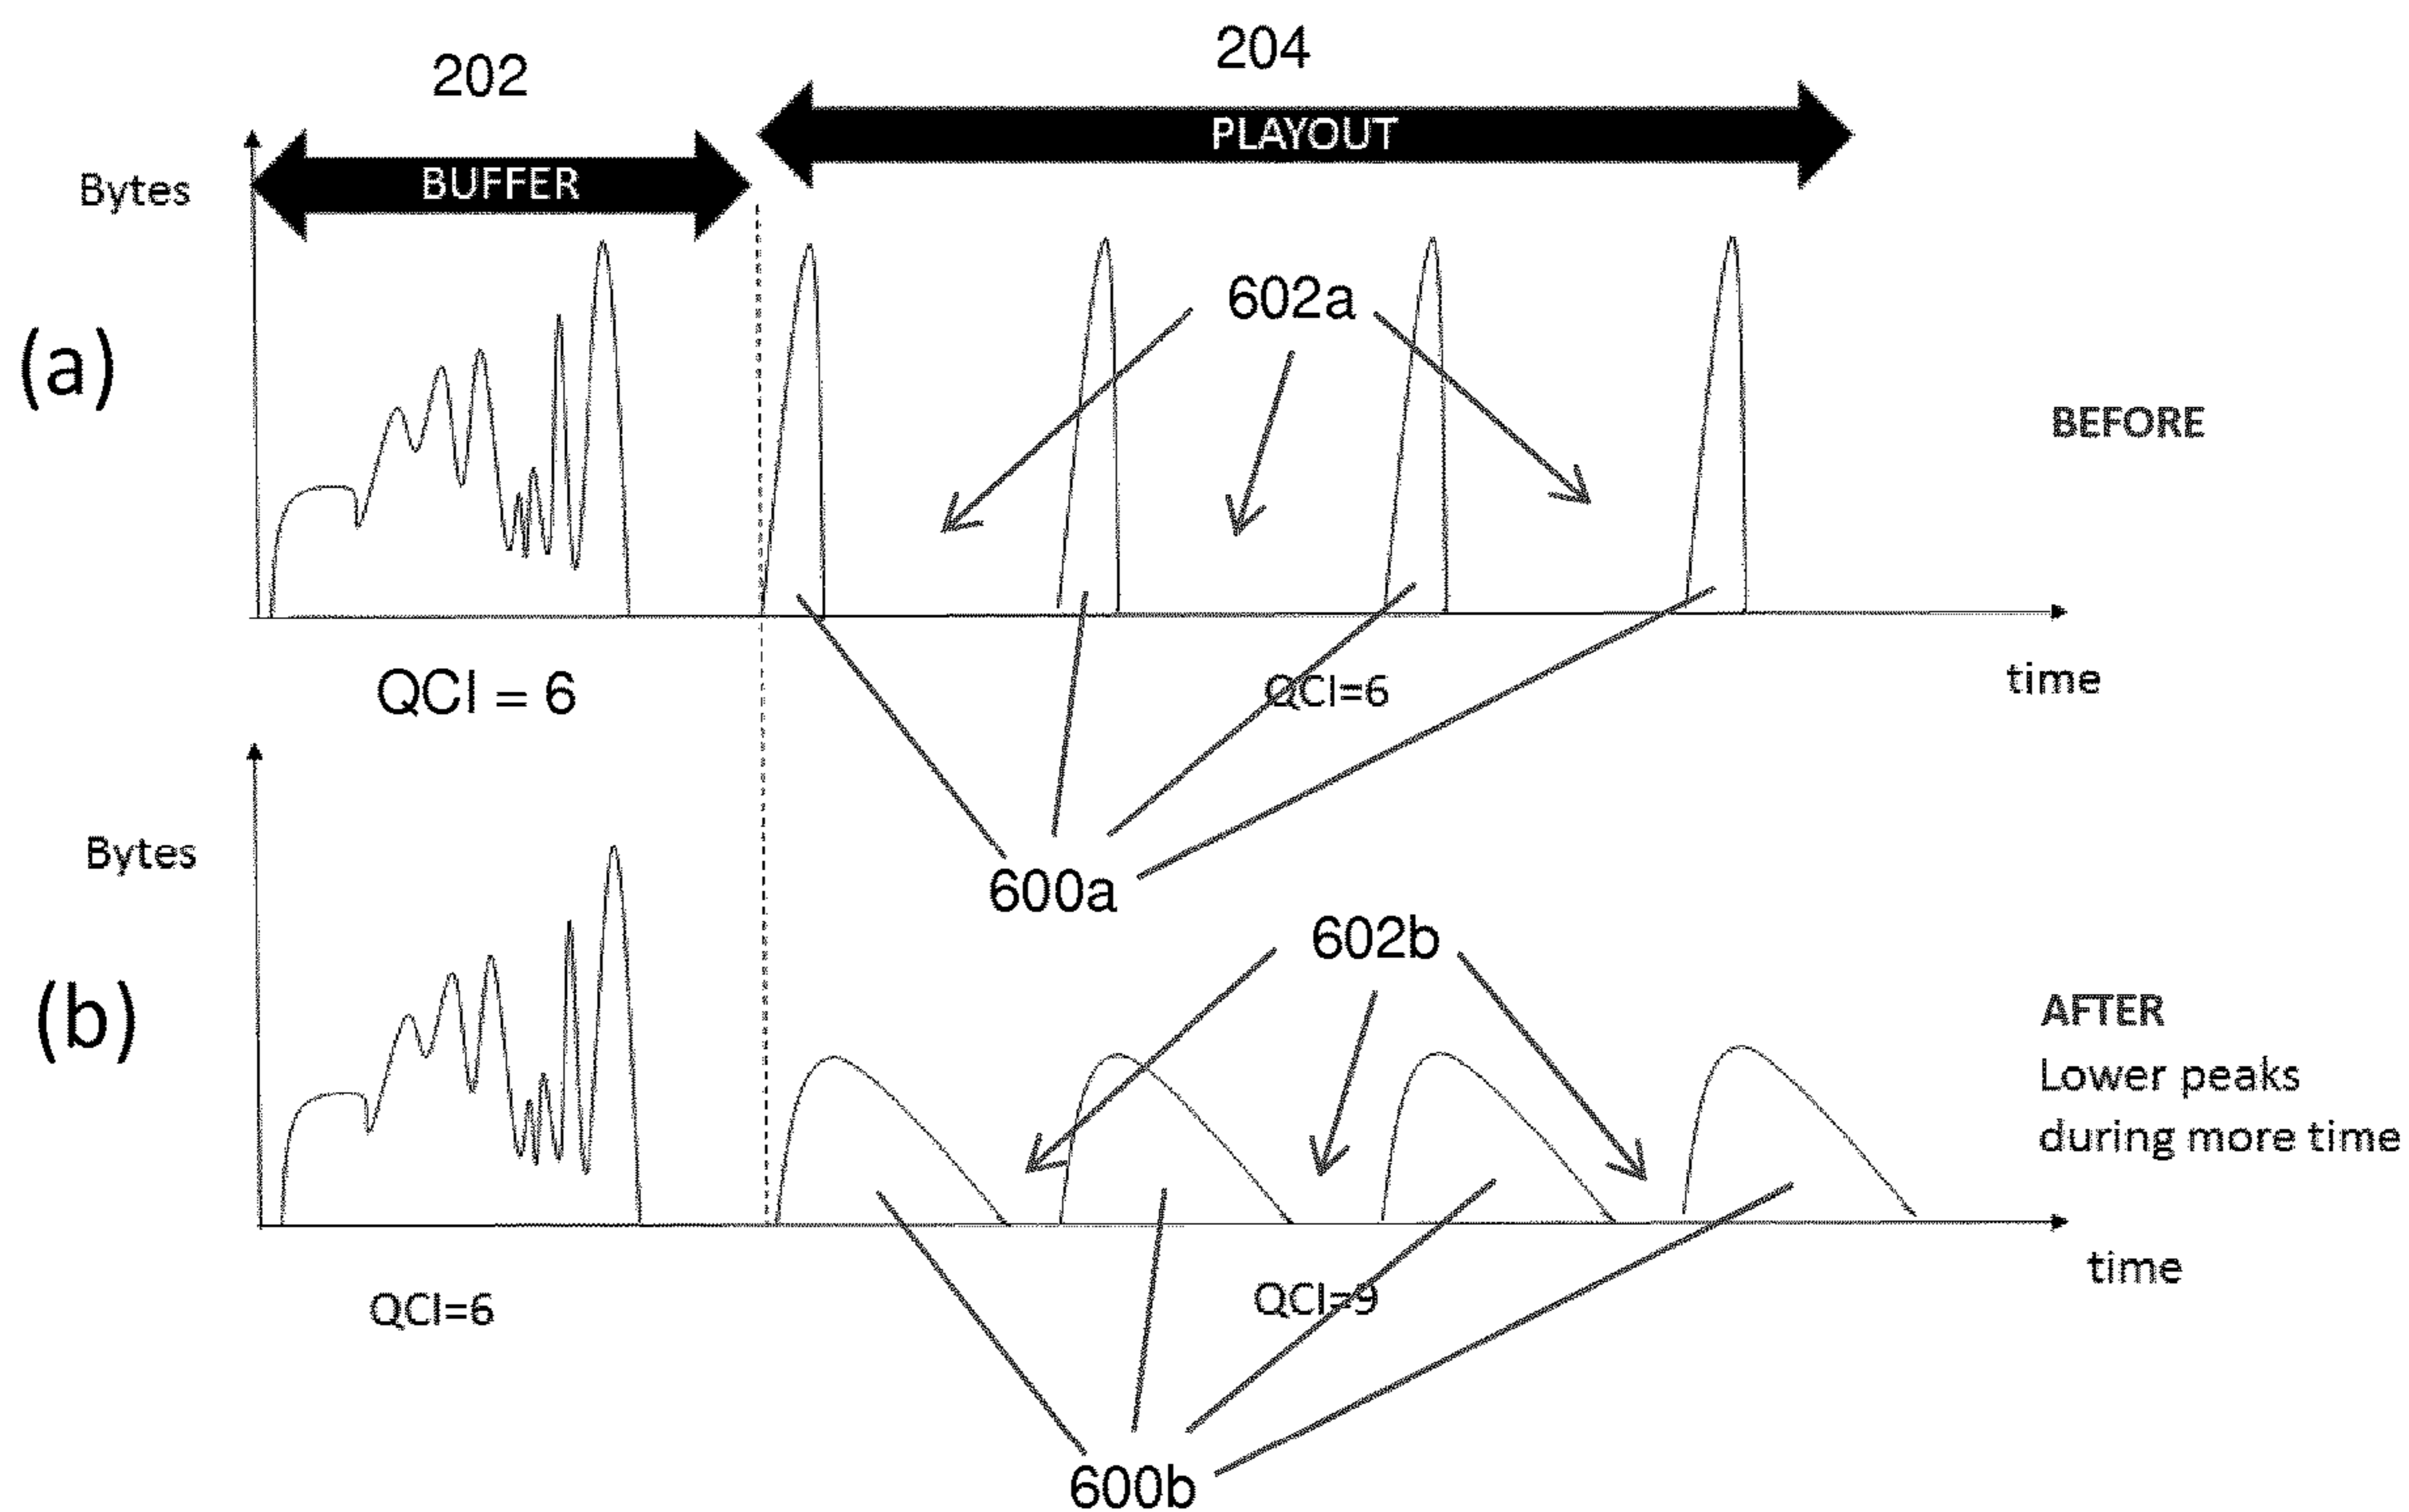 202
204
BUFFER
PLAYOUT
Bytes
602a
(a)
BEFORE
QCI = 6
QCI=6
time
Bytes
600a
602b
(b)
AFTER
Lower peaks
during more time
QCI=6
QCI=9
time
600b